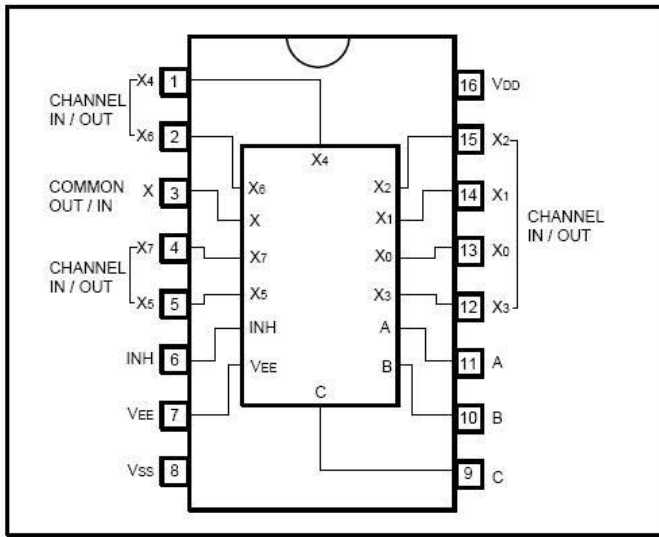 X4 1
CHANNEL
IN / OUT
X6 2
COMMON
OUT / IN
X 3
X7 4
CHANNEL
IN / OUT
X5 5
INH 6
VEE 7
VSS 8
X4
X6
X
X7
X5
INH
VEE
C
X2
X1
X0
X3
A
B
16 VDD
15 X2
14 X1
CHANNEL
IN / OUT
13 X0
12 X3
11 A
10 B
9 C